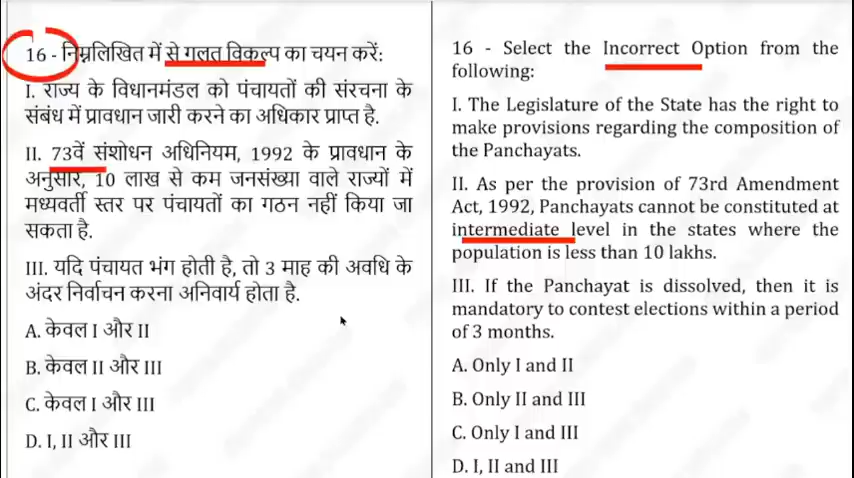 16 - निम्नलिखित में से गलत विकल्प का चयन करें:
I. राज्य के विधानमंडल को पंचायतों की संरचना के
संबंध में प्रावधान जारी करने का अधिकार प्राप्त है.
II. 73वें संशोधन अधिनियम, 1992 के प्रावधान के
अनुसार, 10 लाख से कम जनसंख्या वाले राज्यों में
मध्यवर्ती स्तर पर पंचायतों का गठन नहीं किया जा
सकता है.
III. यदि पंचायत भंग होती है, तो 3 माह की अवधि के
अंदर निर्वाचन करना अनिवार्य होता है.
A. केवल I और II
B. केवल II और III
C. केवल I और III
D. I, II और III
16 - Select the Incorrect Option from the
following:
I. The Legislature of the State has the right to
make provisions regarding the composition of
the Panchayats.
II. As per the provision of 73rd Amendment
Act, 1992, Panchayats cannot be constituted at
intermediate level in the states where the
population is less than 10 lakhs.
III. If the Panchayat is dissolved, then it is
mandatory to contest elections within a period
of 3 months.
A. Only I and II
B. Only II and III
C. Only I and III
D. I, II and III